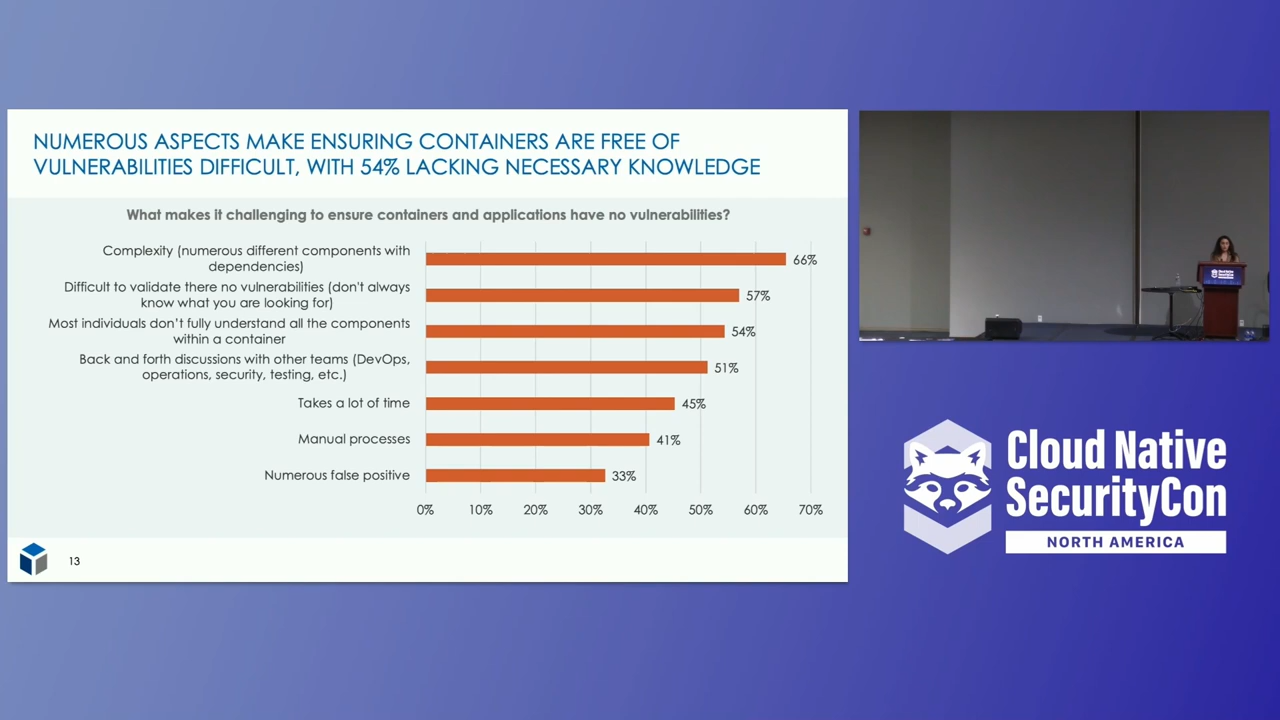 NUMEROUS ASPECTS MAKE ENSURING CONTAINERS ARE FREE OF
VULNERABILITIES DIFFICULT, WITH 54% LACKING NECESSARY KNOWLEDGE
What makes it challenging to ensure containers and applications have no vulnerabilities?
Complexity (numerous different components with
dependencies)
66%
Difficult to validate there no vulnerabilities (don't always
know what you are looking for)
57%
Most individuals don’t fully understand all the components
within a container
54%
Back and forth discussions with other teams (DevOps,
operations, security, testing, etc.)
51%
Takes a lot of time
45%
Manual processes
41%
Numerous false positive
33%
0% 10% 20% 30% 40% 50% 60% 70%
13
Cloud Native
SecurityCon
NORTH AMERICA